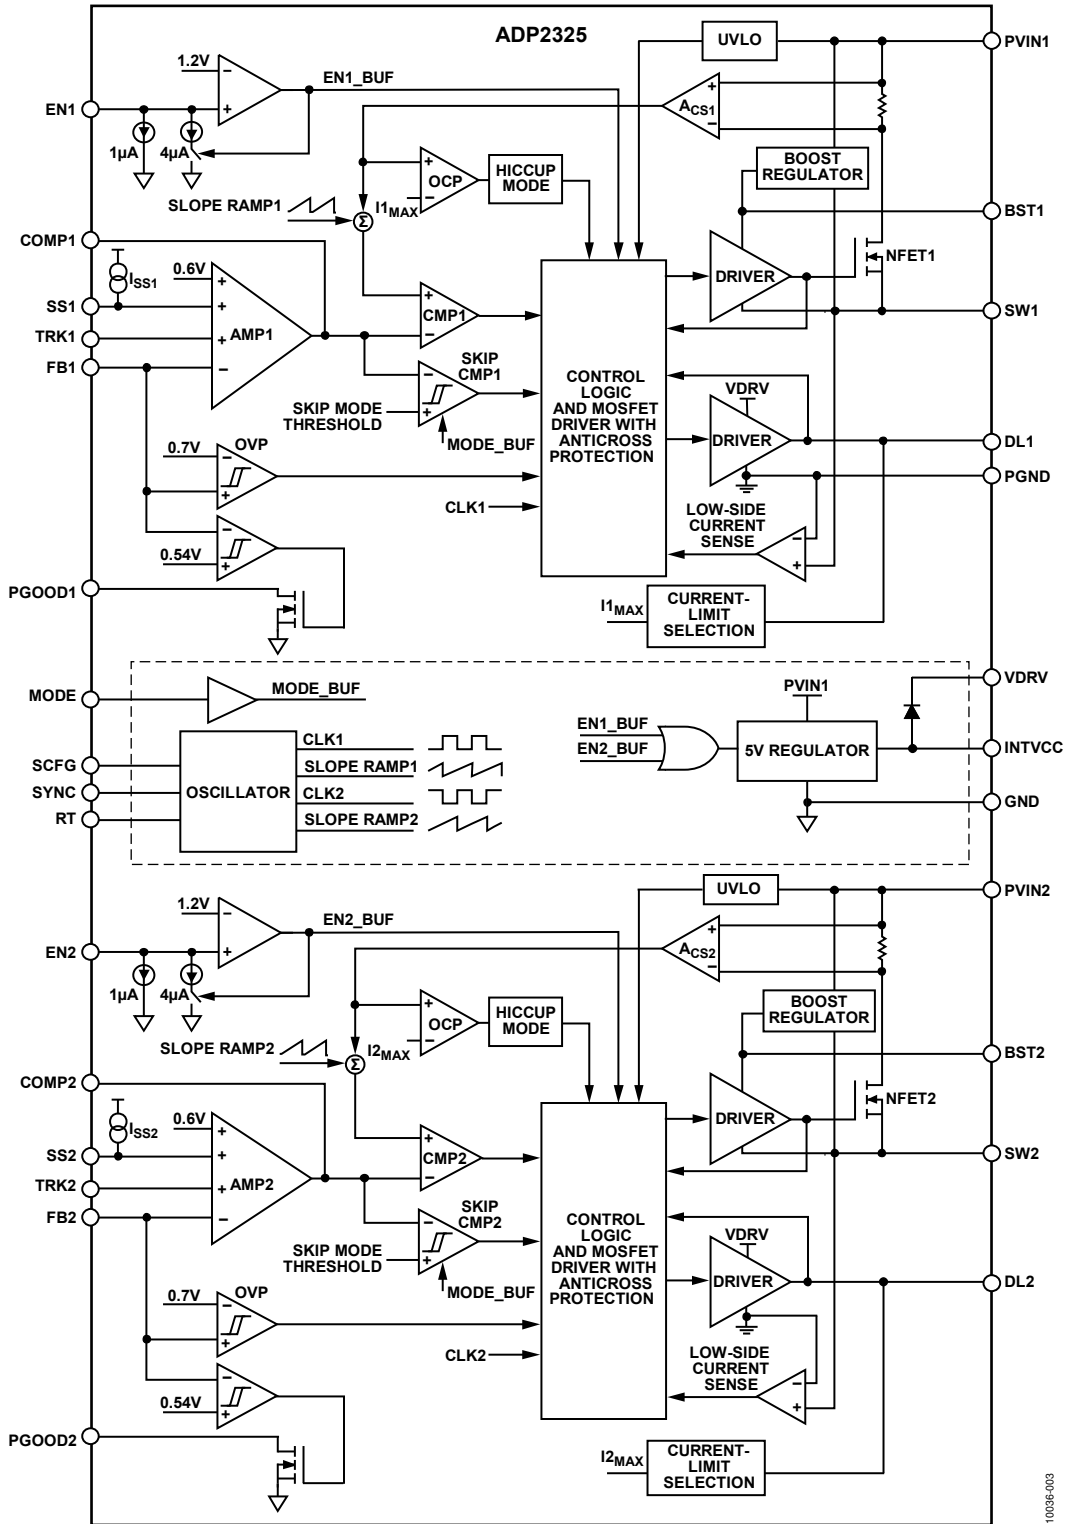 ADP2325
UVLO
PVIN1
1.2V
EN1_BUF
EN1
1µA
4µA
ACS1
OCP
HICCUP
MODE
BOOST
REGULATOR
SLOPE RAMP1
I1MAX
Σ
BST1
COMP1
ISS1
0.6V
SS1
TRK1
FB1
AMP1
CMP1
DRIVER
NFET1
SW1
SKIP
CMP1
SKIP MODE
THRESHOLD
MODE_BUF
CONTROL
LOGIC
AND MOSFET
DRIVER WITH
ANTICROSS
PROTECTION
VDRV
DRIVER
DL1
PGND
0.7V
OVP
CLK1
LOW-SIDE
CURRENT
SENSE
0.54V
PGOOD1
I1MAX
CURRENT-
LIMIT
SELECTION
MODE
MODE_BUF
SCFG
SYNC
RT
OSCILLATOR
CLK1
SLOPE RAMP1
CLK2
SLOPE RAMP2
EN1_BUF
EN2_BUF
PVIN1
5V REGULATOR
VDRV
INTVCC
GND
UVLO
PVIN2
1.2V
EN2_BUF
EN2
1µA
4µA
ACS2
OCP
HICCUP
MODE
BOOST
REGULATOR
SLOPE RAMP2
I2MAX
Σ
BST2
COMP2
ISS2
0.6V
SS2
TRK2
FB2
AMP2
CMP2
DRIVER
NFET2
SW2
SKIP
CMP2
SKIP MODE
THRESHOLD
MODE_BUF
CONTROL
LOGIC
AND MOSFET
DRIVER WITH
ANTICROSS
PROTECTION
VDRV
DRIVER
DL2
0.7V
OVP
CLK2
LOW-SIDE
CURRENT
SENSE
0.54V
PGOOD2
I2MAX
CURRENT-
LIMIT
SELECTION
10036-003